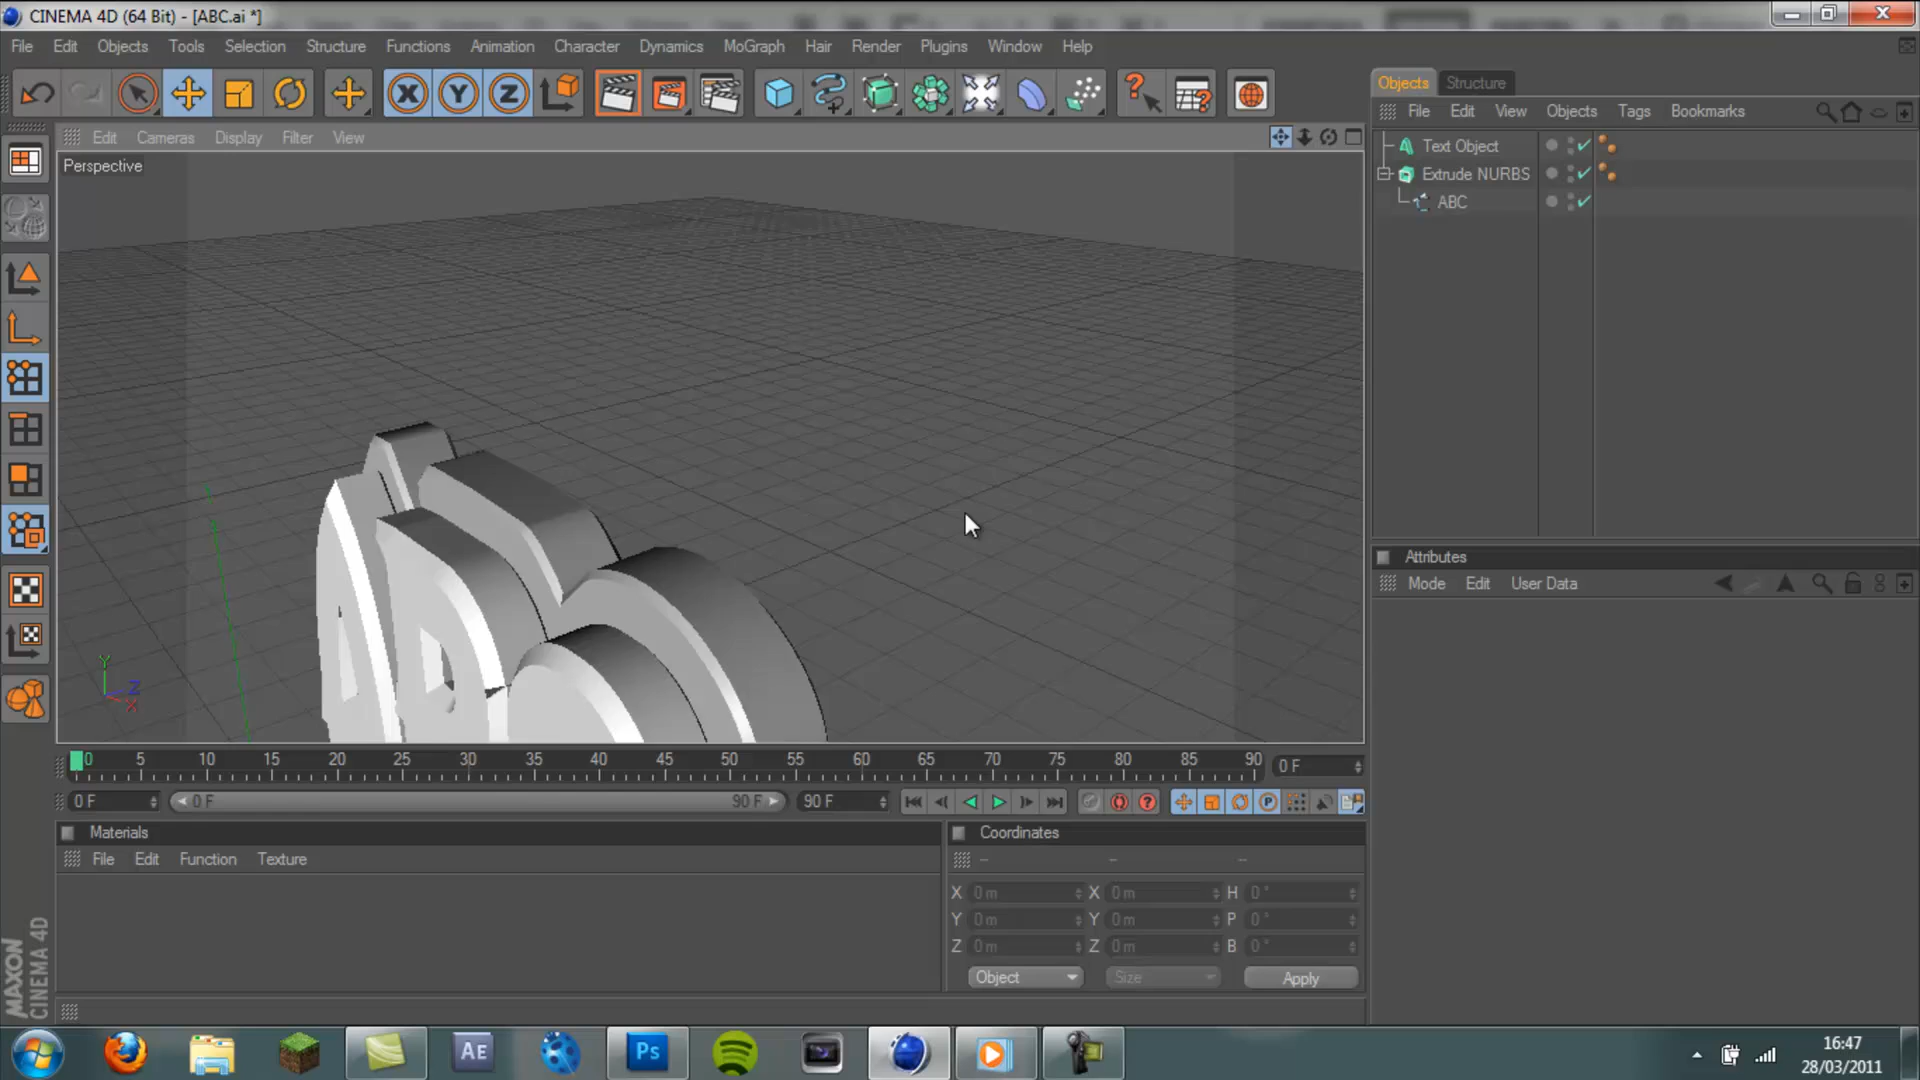 CINEMA 4D (64 Bit) - [ABC.ai *]
File Edit Objects Tools Selection Structure Functions Animation Character Dynamics MoGraph Hair Render Plugins Window Help
X Y Z
Edit Cameras Display Filter View
Perspective
Y
Z
X
Objects Structure
File Edit View Objects Tags Bookmarks
Text Object
Extrude NURBS
ABC
Attributes
Mode Edit User Data
0 5 10 15 20 25 30 35 40 45 50 55 60 65 70 75 80 85 90 0 F
0 F 0 F 90 F 90 F
Materials
File Edit Function Texture
Coordinates
-- -- --
X 0 m X 0 m H 0 °
Y 0 m Y 0 m P 0 °
Z 0 m Z 0 m B 0 °
Object Size Apply
MAXON
CINEMA 4D
AE
Ps
16:47
28/03/2011